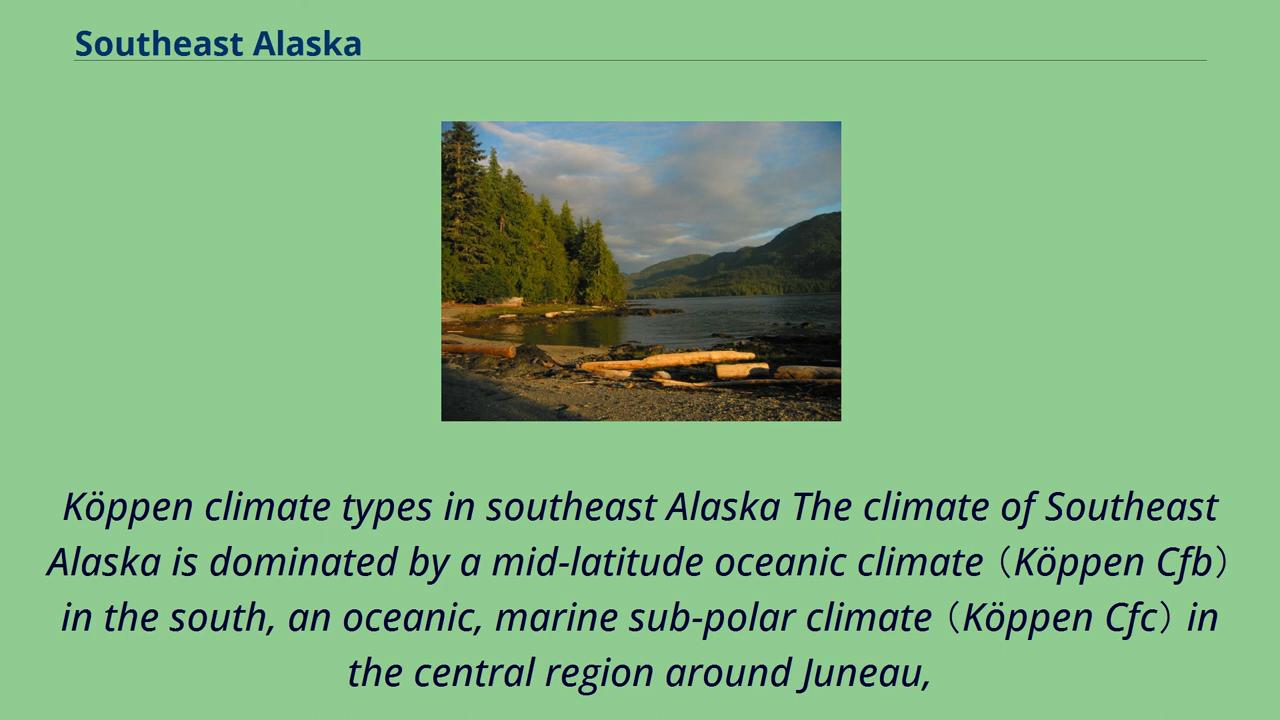 Southeast Alaska
Köppen climate types in southeast Alaska The climate of Southeast
Alaska is dominated by a mid-latitude oceanic climate（Köppen Cfb）
in the south, an oceanic, marine sub-polar climate（Köppen Cfc）in
the central region around Juneau,